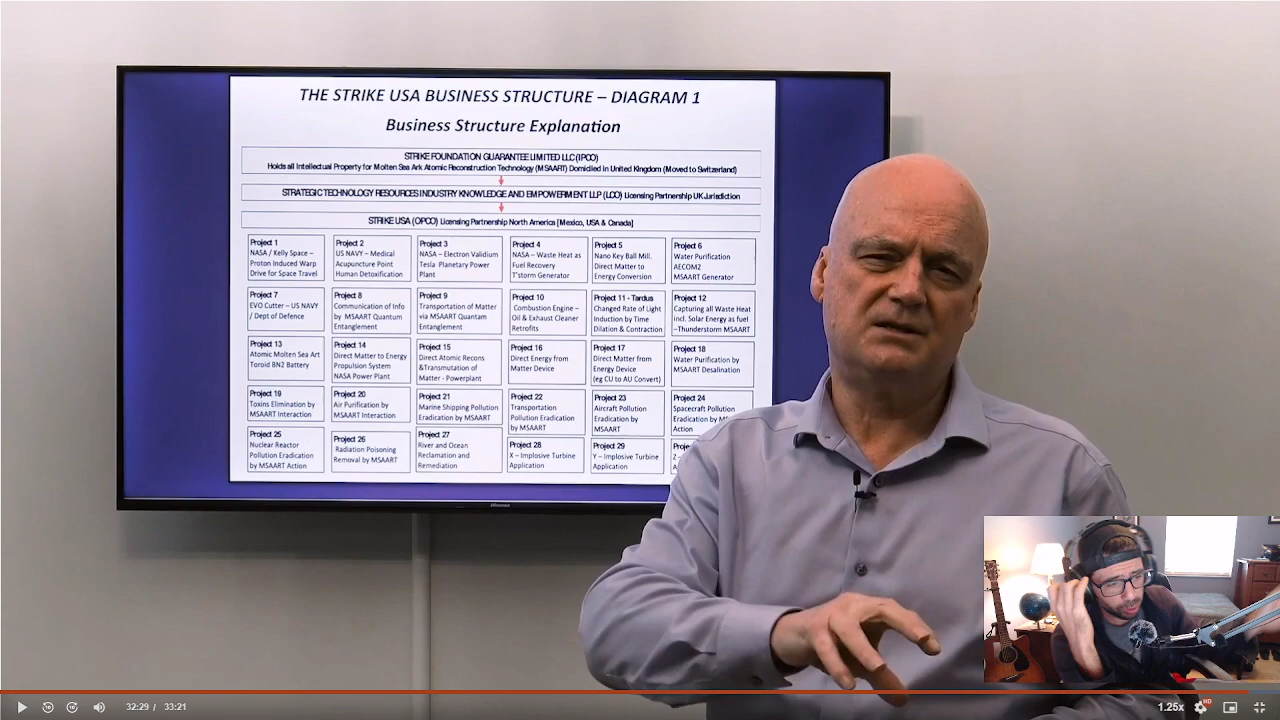 THE STRIKE USA BUSINESS STRUCTURE – DIAGRAM 1
Business Structure Explanation
STRIKE FOUNDATION GUARANTEE LIMITED LLC (IPCO)
Holds all Intellectual Property for Molten Sea Ark Atomic Reconstruction Technology (MSAART) Domiciled in United Kingdom (Moved to Switzerland)
STRATEGIC TECHNOLOGY RESOURCES INDUSTRY KNOWLEDGE AND EMPOWERMENT LLP (LCO) Licensing Partnership UK Jurisdiction
STRIKE USA (OPCO) Licensing Partnership North America [Mexico, USA & Canada]
Project 1
NASA / Kelly Space –
Proton Induced Warp
Drive for Space Travel
Project 2
US NAVY – Medical
Acupuncture Point
Human Detoxification
Project 3
NASA – Electron Validium
Tesla Planetary Power
Plant
Project 4
NASA – Waste Heat as
Fuel Recovery
T'storm Generator
Project 5
Nano Key Ball Mill.
Direct Matter to
Energy Conversion
Project 6
Water Purification
AECOM2
MSAART Generator
Project 7
EVO Cutter – US NAVY
/ Dept of Defence
Project 8
Communication of Info
by MSAART Quantum
Entanglement
Project 9
Transportation of Matter
via MSAART Quantam
Entanglement
Project 10
Combustion Engine –
Oil & Exhaust Cleaner
Retrofits
Project 11 - Tardus
Changed Rate of Light
Induction by Time
Dilation & Contraction
Project 12
Capturing all Waste Heat
incl. Solar Energy as fuel
–Thunderstorm MSAART
Project 13
Atomic Molten Sea Art
Toroid BN2 Battery
Project 14
Direct Matter to Energy
Propulsion System
NASA Power Plant
Project 15
Direct Atomic Recons
&Transmutation of
Matter - Powerplant
Project 16
Direct Energy from
Matter Device
Project 17
Direct Matter from
Energy Device
(eg CU to AU Convert)
Project 18
Water Purification by
MSAART Desalination
Project 19
Toxins Elimination by
MSAART Interaction
Project 20
Air Purification by
MSAART Interaction
Project 21
Marine Shipping Pollution
Eradication by MSAART
Project 22
Transportation
Pollution Eradication
by MSAART
Project 23
Aircraft Pollution
Eradication by
MSAART
Project 24
Spacecraft Pollution
Eradication by
Action
Project 25
Nuclear Reactor
Pollution Eradication
by MSAART Action
Project 26
Radiation Poisoning
Removal by MSAART
Project 27
River and Ocean
Reclamation and
Remediation
Project 28
X – Implosive Turbine
Application
Project 29
Y – Implosive Turbine
Application
Z –
Hisense
32:29 / 33:21
1.25x
HD